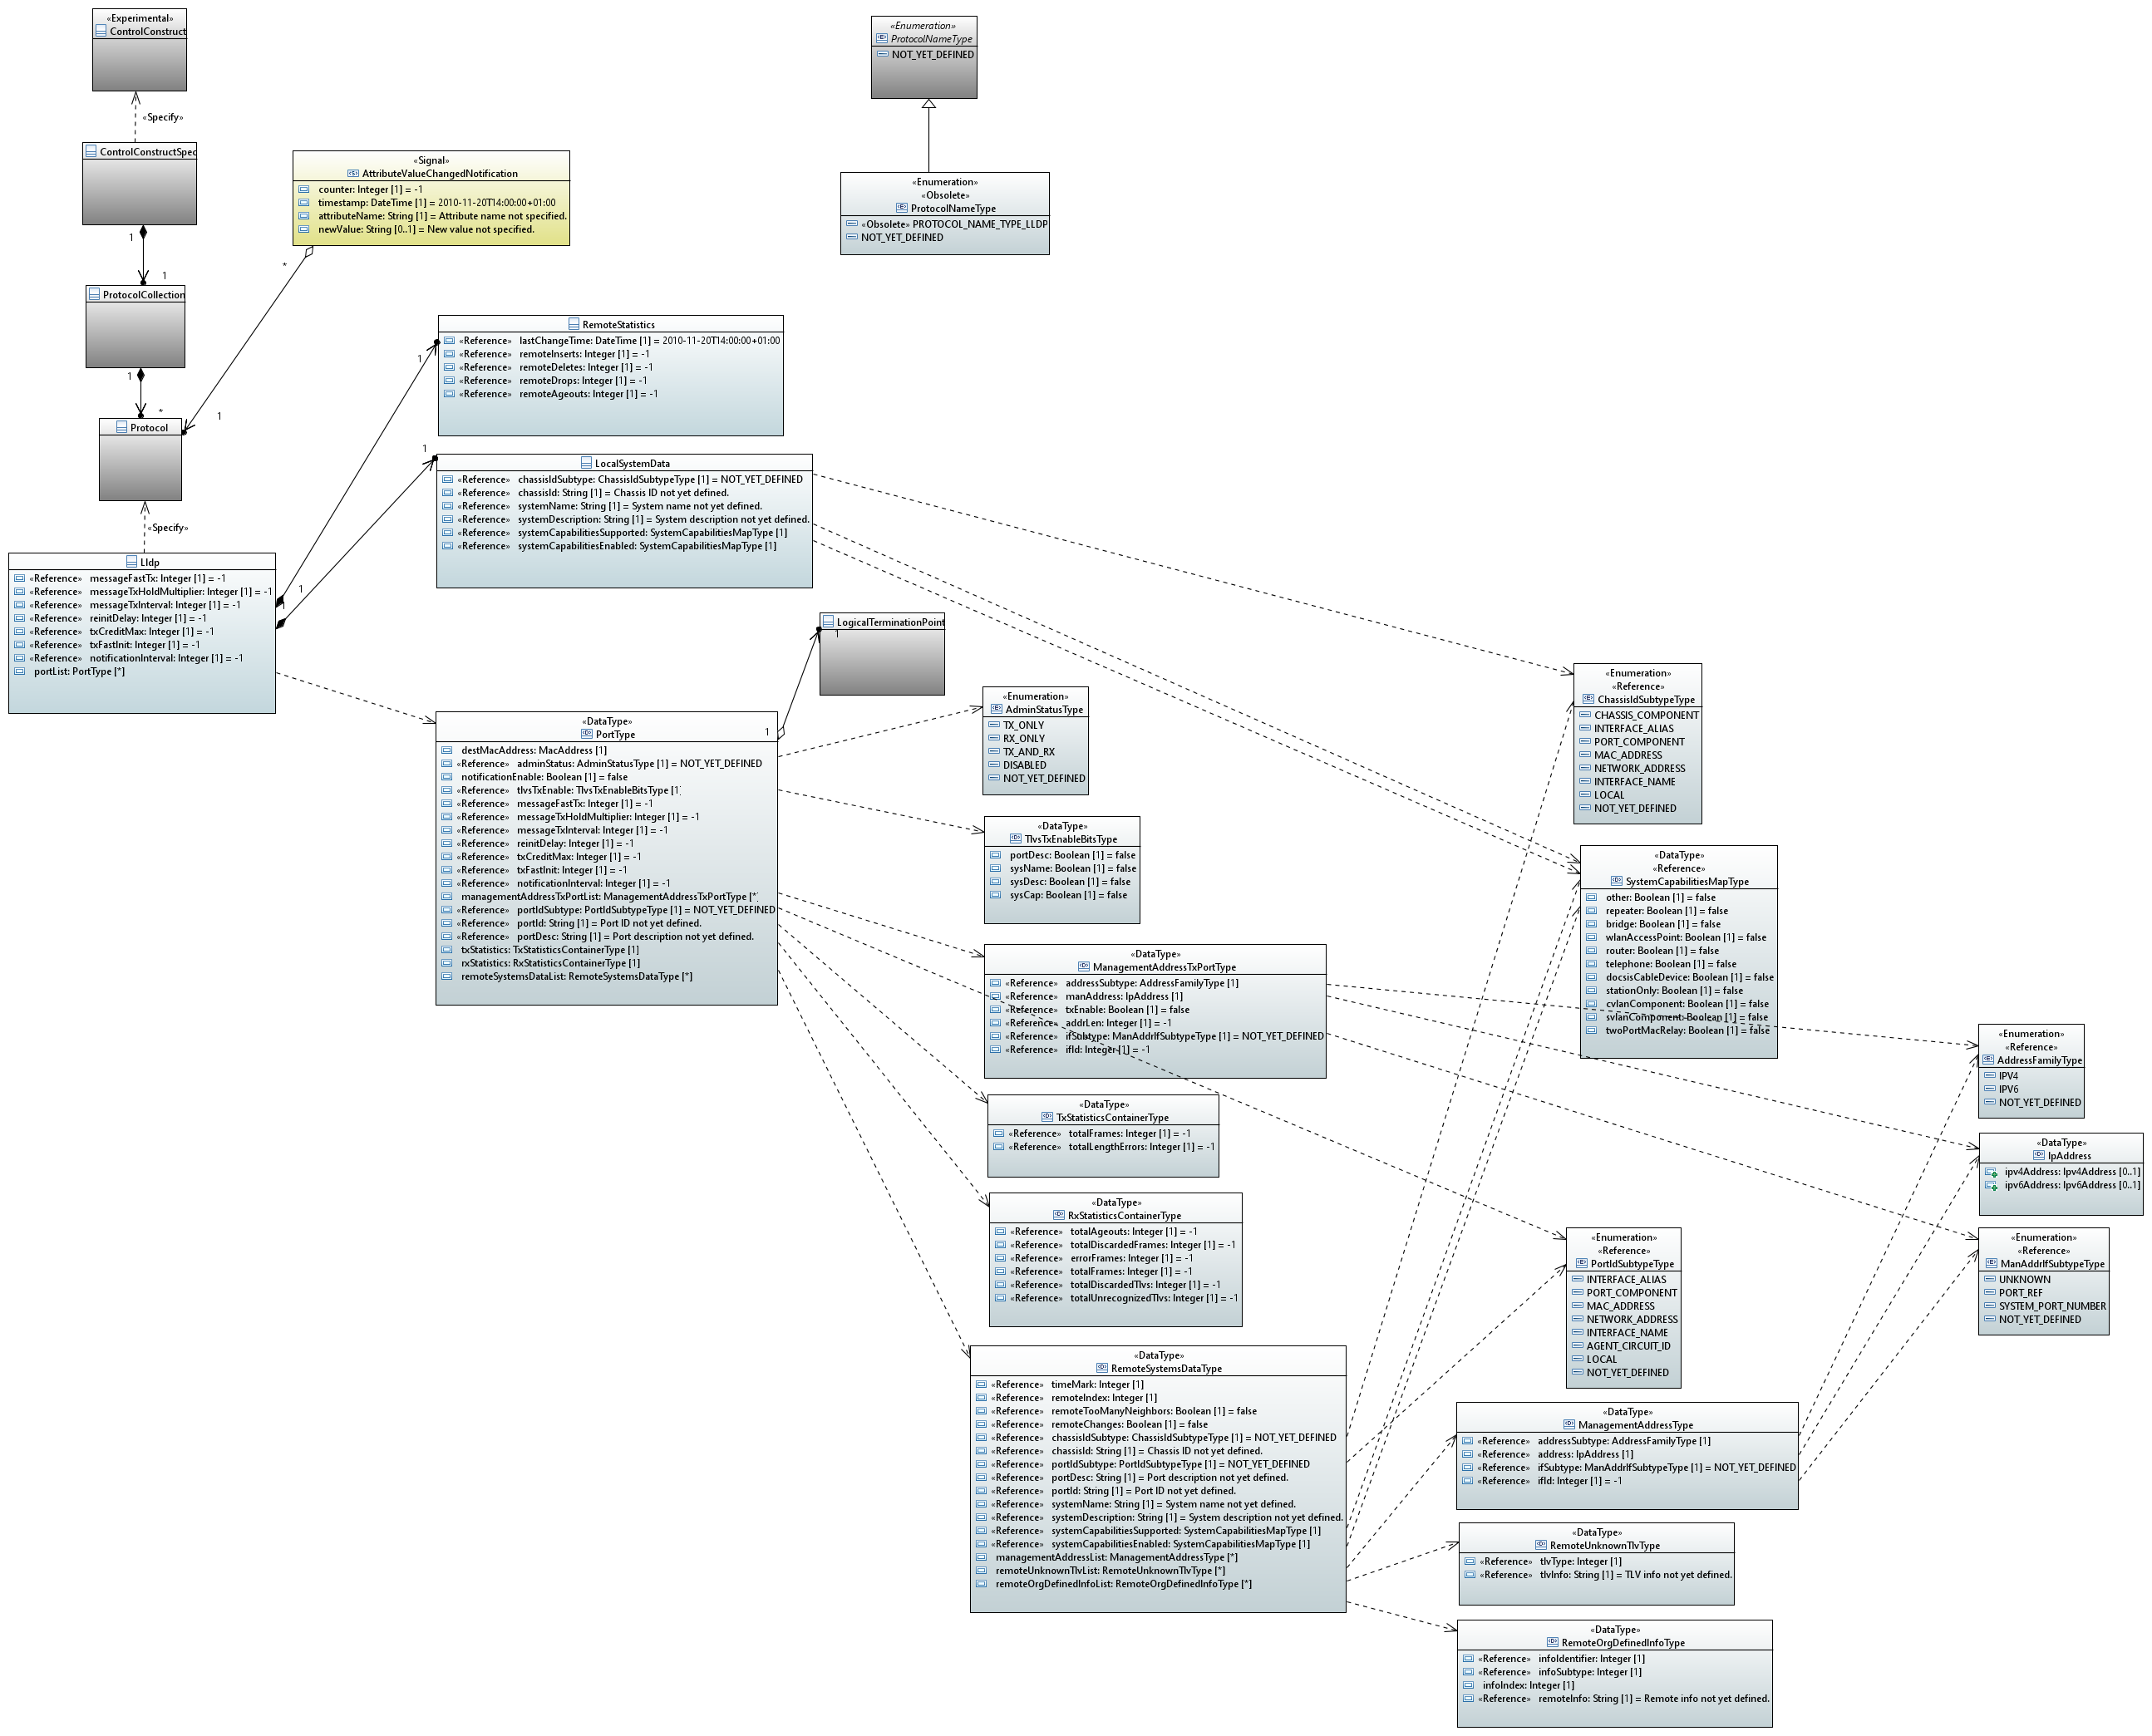 «Experimental»
ControlConstruct
«Specify»
ControlConstructSpec
1
1
ProtocolCollection
1
*
Protocol
«Specify»
«Signal»
AttributeValueChangedNotification
counter: Integer [1] = -1
timestamp: DateTime [1] = 2010-11-20T14:00:00+01:00
attributeName: String [1] = Attribute name not specified.
newValue: String [0..1] = New value not specified.
*
1
«Enumeration»
ProtocolNameType
NOT_YET_DEFINED
«Enumeration»
«Obsolete»
ProtocolNameType
«Obsolete» PROTOCOL_NAME_TYPE_LLDP
NOT_YET_DEFINED
Lldp
«Reference» messageFastTx: Integer [1] = -1
«Reference» messageTxHoldMultiplier: Integer [1] = -1
«Reference» messageTxInterval: Integer [1] = -1
«Reference» reinitDelay: Integer [1] = -1
«Reference» txCreditMax: Integer [1] = -1
«Reference» txFastInit: Integer [1] = -1
«Reference» notificationInterval: Integer [1] = -1
portList: PortType [*]
1
1
1
1
RemoteStatistics
«Reference» lastChangeTime: DateTime [1] = 2010-11-20T14:00:00+01:00
«Reference» remoteInserts: Integer [1] = -1
«Reference» remoteDeletes: Integer [1] = -1
«Reference» remoteDrops: Integer [1] = -1
«Reference» remoteAgeouts: Integer [1] = -1
LocalSystemData
«Reference» chassisIdSubtype: ChassisIdSubtypeType [1] = NOT_YET_DEFINED
«Reference» chassisId: String [1] = Chassis ID not yet defined.
«Reference» systemName: String [1] = System name not yet defined.
«Reference» systemDescription: String [1] = System description not yet defined.
«Reference» systemCapabilitiesSupported: SystemCapabilitiesMapType [1]
«Reference» systemCapabilitiesEnabled: SystemCapabilitiesMapType [1]
LogicalTerminationPoint
1
1
«DataType»
PortType
destMacAddress: MacAddress [1]
«Reference» adminStatus: AdminStatusType [1] = NOT_YET_DEFINED
notificationEnable: Boolean [1] = false
«Reference» tlvsTxEnable: TlvsTxEnableBitsType [1]
«Reference» messageFastTx: Integer [1] = -1
«Reference» messageTxHoldMultiplier: Integer [1] = -1
«Reference» messageTxInterval: Integer [1] = -1
«Reference» reinitDelay: Integer [1] = -1
«Reference» txCreditMax: Integer [1] = -1
«Reference» txFastInit: Integer [1] = -1
«Reference» notificationInterval: Integer [1] = -1
managementAddressTxPortList: ManagementAddressTxPortType [*]
«Reference» portIdSubtype: PortIdSubtypeType [1] = NOT_YET_DEFINED
«Reference» portId: String [1] = Port ID not yet defined.
«Reference» portDesc: String [1] = Port description not yet defined.
txStatistics: TxStatisticsContainerType [1]
rxStatistics: RxStatisticsContainerType [1]
remoteSystemsDataList: RemoteSystemsDataType [*]
«Enumeration»
AdminStatusType
TX_ONLY
RX_ONLY
TX_AND_RX
DISABLED
NOT_YET_DEFINED
«DataType»
TlvsTxEnableBitsType
portDesc: Boolean [1] = false
sysName: Boolean [1] = false
sysDesc: Boolean [1] = false
sysCap: Boolean [1] = false
«DataType»
ManagementAddressTxPortType
«Reference» addressSubtype: AddressFamilyType [1]
«Reference» manAddress: IpAddress [1]
«Reference» txEnable: Boolean [1] = false
«Reference» addrLen: Integer [1] = -1
«Reference» ifSubtype: ManAddrIfSubtypeType [1] = NOT_YET_DEFINED
«Reference» ifId: Integer [1] = -1
«DataType»
TxStatisticsContainerType
«Reference» totalFrames: Integer [1] = -1
«Reference» totalLengthErrors: Integer [1] = -1
«DataType»
RxStatisticsContainerType
«Reference» totalAgeouts: Integer [1] = -1
«Reference» totalDiscardedFrames: Integer [1] = -1
«Reference» errorFrames: Integer [1] = -1
«Reference» totalFrames: Integer [1] = -1
«Reference» totalDiscardedTlvs: Integer [1] = -1
«Reference» totalUnrecognizedTlvs: Integer [1] = -1
«DataType»
RemoteSystemsDataType
«Reference» timeMark: Integer [1]
«Reference» remoteIndex: Integer [1]
«Reference» remoteTooManyNeighbors: Boolean [1] = false
«Reference» remoteChanges: Boolean [1] = false
«Reference» chassisIdSubtype: ChassisIdSubtypeType [1] = NOT_YET_DEFINED
«Reference» chassisId: String [1] = Chassis ID not yet defined.
«Reference» portIdSubtype: PortIdSubtypeType [1] = NOT_YET_DEFINED
«Reference» portDesc: String [1] = Port description not yet defined.
«Reference» portId: String [1] = Port ID not yet defined.
«Reference» systemName: String [1] = System name not yet defined.
«Reference» systemDescription: String [1] = System description not yet defined.
«Reference» systemCapabilitiesSupported: SystemCapabilitiesMapType [1]
«Reference» systemCapabilitiesEnabled: SystemCapabilitiesMapType [1]
managementAddressList: ManagementAddressType [*]
remoteUnknownTlvList: RemoteUnknownTlvType [*]
remoteOrgDefinedInfoList: RemoteOrgDefinedInfoType [*]
«Enumeration»
«Reference»
ChassisIdSubtypeType
CHASSIS_COMPONENT
INTERFACE_ALIAS
PORT_COMPONENT
MAC_ADDRESS
NETWORK_ADDRESS
INTERFACE_NAME
LOCAL
NOT_YET_DEFINED
«DataType»
«Reference»
SystemCapabilitiesMapType
other: Boolean [1] = false
repeater: Boolean [1] = false
bridge: Boolean [1] = false
wlanAccessPoint: Boolean [1] = false
router: Boolean [1] = false
telephone: Boolean [1] = false
docsisCableDevice: Boolean [1] = false
stationOnly: Boolean [1] = false
cvlanComponent: Boolean [1] = false
svlanComponent: Boolean [1] = false
twoPortMacRelay: Boolean [1] = false
«Enumeration»
«Reference»
AddressFamilyType
IPV4
IPV6
NOT_YET_DEFINED
«DataType»
IpAddress
ipv4Address: Ipv4Address [0..1]
ipv6Address: Ipv6Address [0..1]
«Enumeration»
«Reference»
ManAddrIfSubtypeType
UNKNOWN
PORT_REF
SYSTEM_PORT_NUMBER
NOT_YET_DEFINED
«Enumeration»
«Reference»
PortIdSubtypeType
INTERFACE_ALIAS
PORT_COMPONENT
MAC_ADDRESS
NETWORK_ADDRESS
INTERFACE_NAME
AGENT_CIRCUIT_ID
LOCAL
NOT_YET_DEFINED
«DataType»
ManagementAddressType
«Reference» addressSubtype: AddressFamilyType [1]
«Reference» address: IpAddress [1]
«Reference» ifSubtype: ManAddrIfSubtypeType [1] = NOT_YET_DEFINED
«Reference» ifId: Integer [1] = -1
«DataType»
RemoteUnknownTlvType
«Reference» tlvType: Integer [1]
«Reference» tlvInfo: String [1] = TLV info not yet defined.
«DataType»
RemoteOrgDefinedInfoType
«Reference» infoIdentifier: Integer [1]
«Reference» infoSubtype: Integer [1]
infoIndex: Integer [1]
«Reference» remoteInfo: String [1] = Remote info not yet defined.